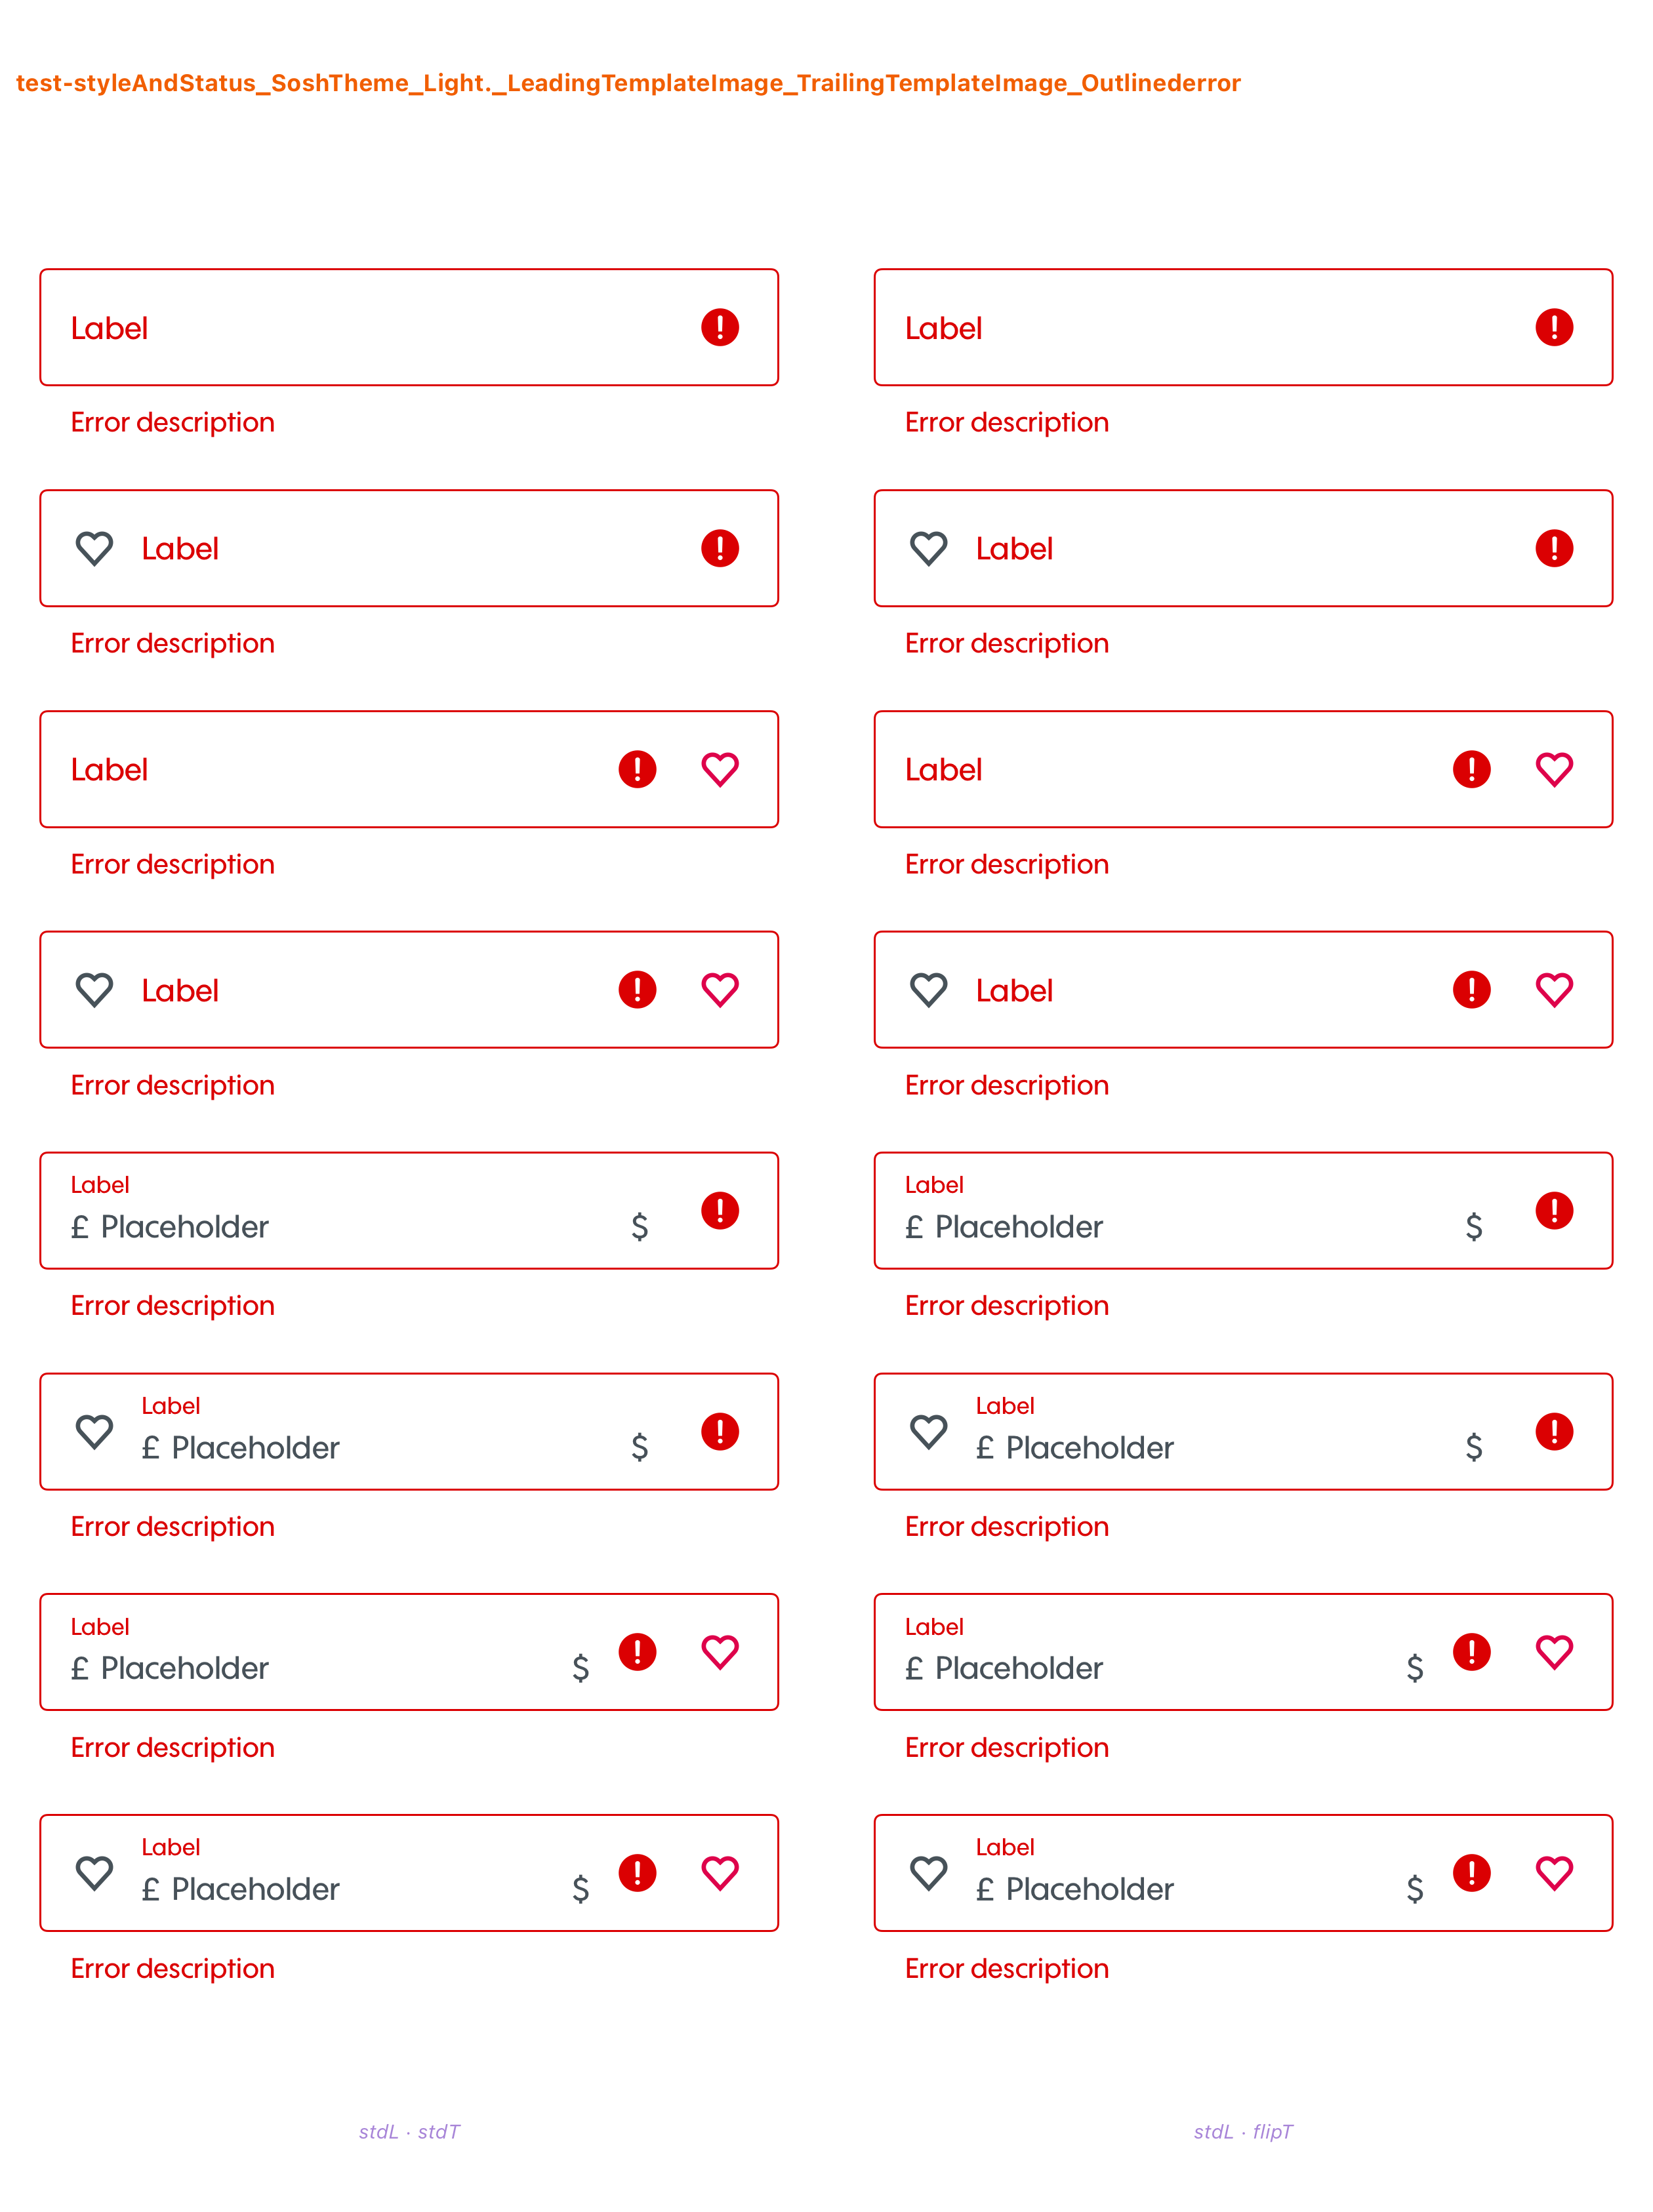 test-styleAndStatus_SoshTheme_Light._LeadingTemplateImage_TrailingTemplateImage_Outlinederror
Label
Error description
Label
Error description
Label
Error description
Label
Error description
Label
£ Placeholder $
Error description
Label
£ Placeholder $
Error description
Label
£ Placeholder $
Error description
Label
£ Placeholder $
Error description
stdL · stdT
Label
Error description
Label
Error description
Label
Error description
Label
Error description
Label
£ Placeholder $
Error description
Label
£ Placeholder $
Error description
Label
£ Placeholder $
Error description
Label
£ Placeholder $
Error description
stdL · flipT